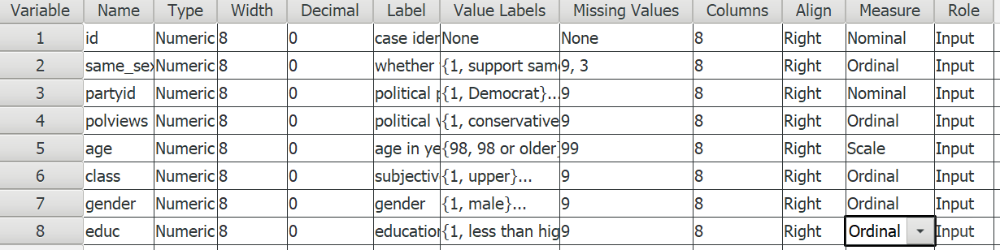 Variable Name Type Width Decimal Label Value Labels Missing Values Columns Align Measure Role
1 id Numeric 8 0 case iden None None 8 Right Nominal Input
2 same_sex Numeric 8 0 whether {1, support same 9, 3 8 Right Ordinal Input
3 partyid Numeric 8 0 political p {1, Democrat}... 9 8 Right Nominal Input
4 polviews Numeric 8 0 political v {1, conservative 9 8 Right Ordinal Input
5 age Numeric 8 0 age in ye {98, 98 or older} 99 8 Right Scale Input
6 class Numeric 8 0 subjectiv {1, upper}... 9 8 Right Ordinal Input
7 gender Numeric 8 0 gender {1, male}... 9 8 Right Ordinal Input
8 educ Numeric 8 0 education {1, less than hig 9 8 Right Ordinal Input